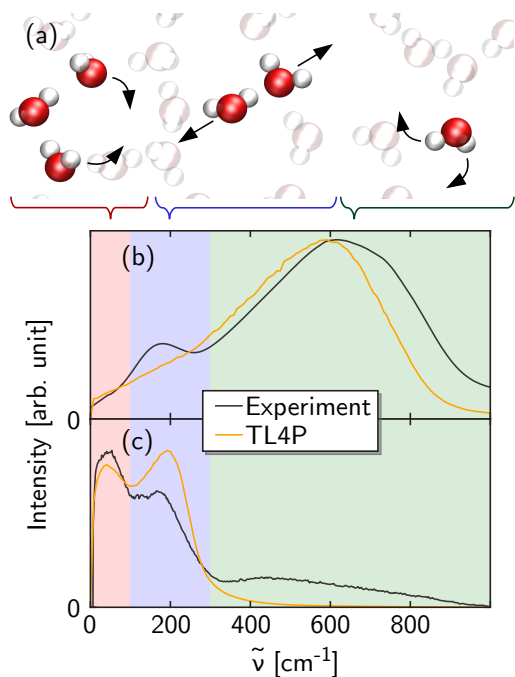 (a)
(b)
Intensity [arb. unit]
0
Experiment
TL4P
(c)
0
0 200 400 600 800
ν̃ [cm⁻¹]